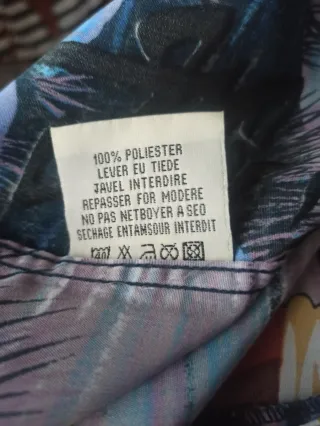 100% POLIESTER
LEVER EU TIEDE
JAVEL INTERDIRE
REPASSER FOR MODERE
NO PAS NETBOYER A SEO
SECHAGE ENTAMSOUR INTERDIT